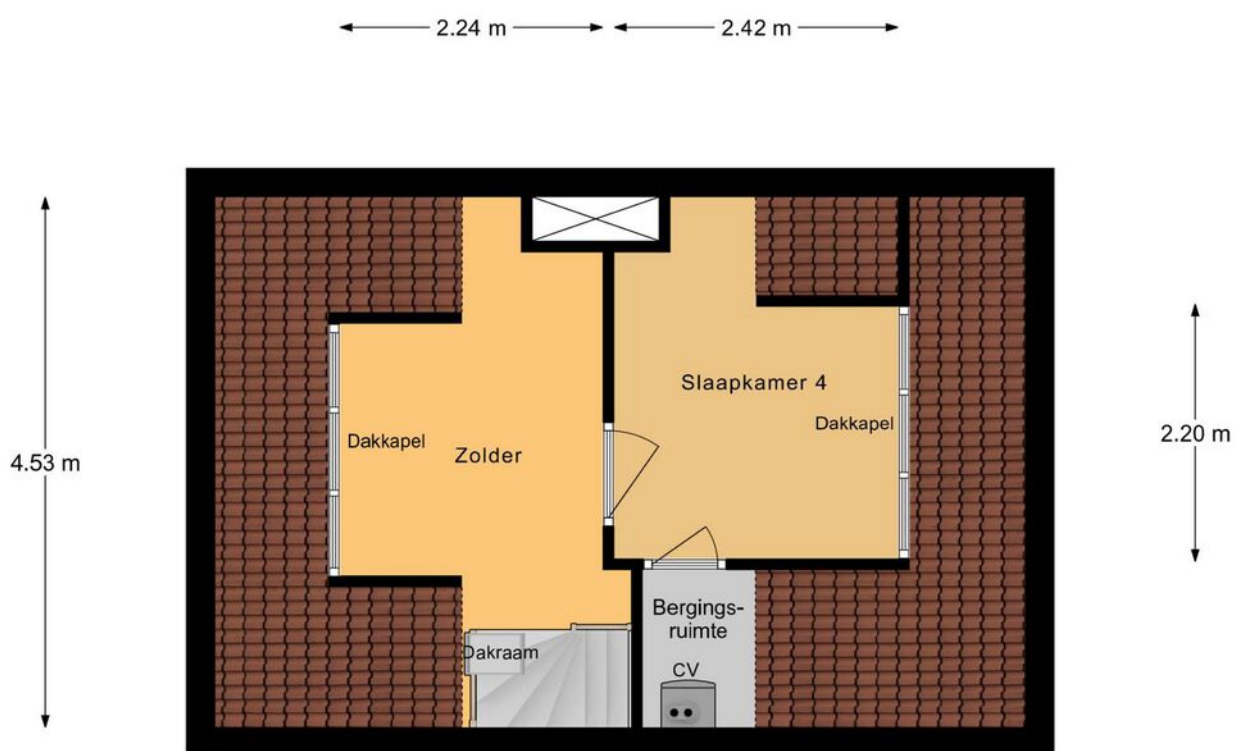 2.24 m
2.42 m
Slaapkamer 4
Dakkapel
Dakkapel
Zolder
4.53 m
2.20 m
Bergings-
ruimte
Dakraam
CV